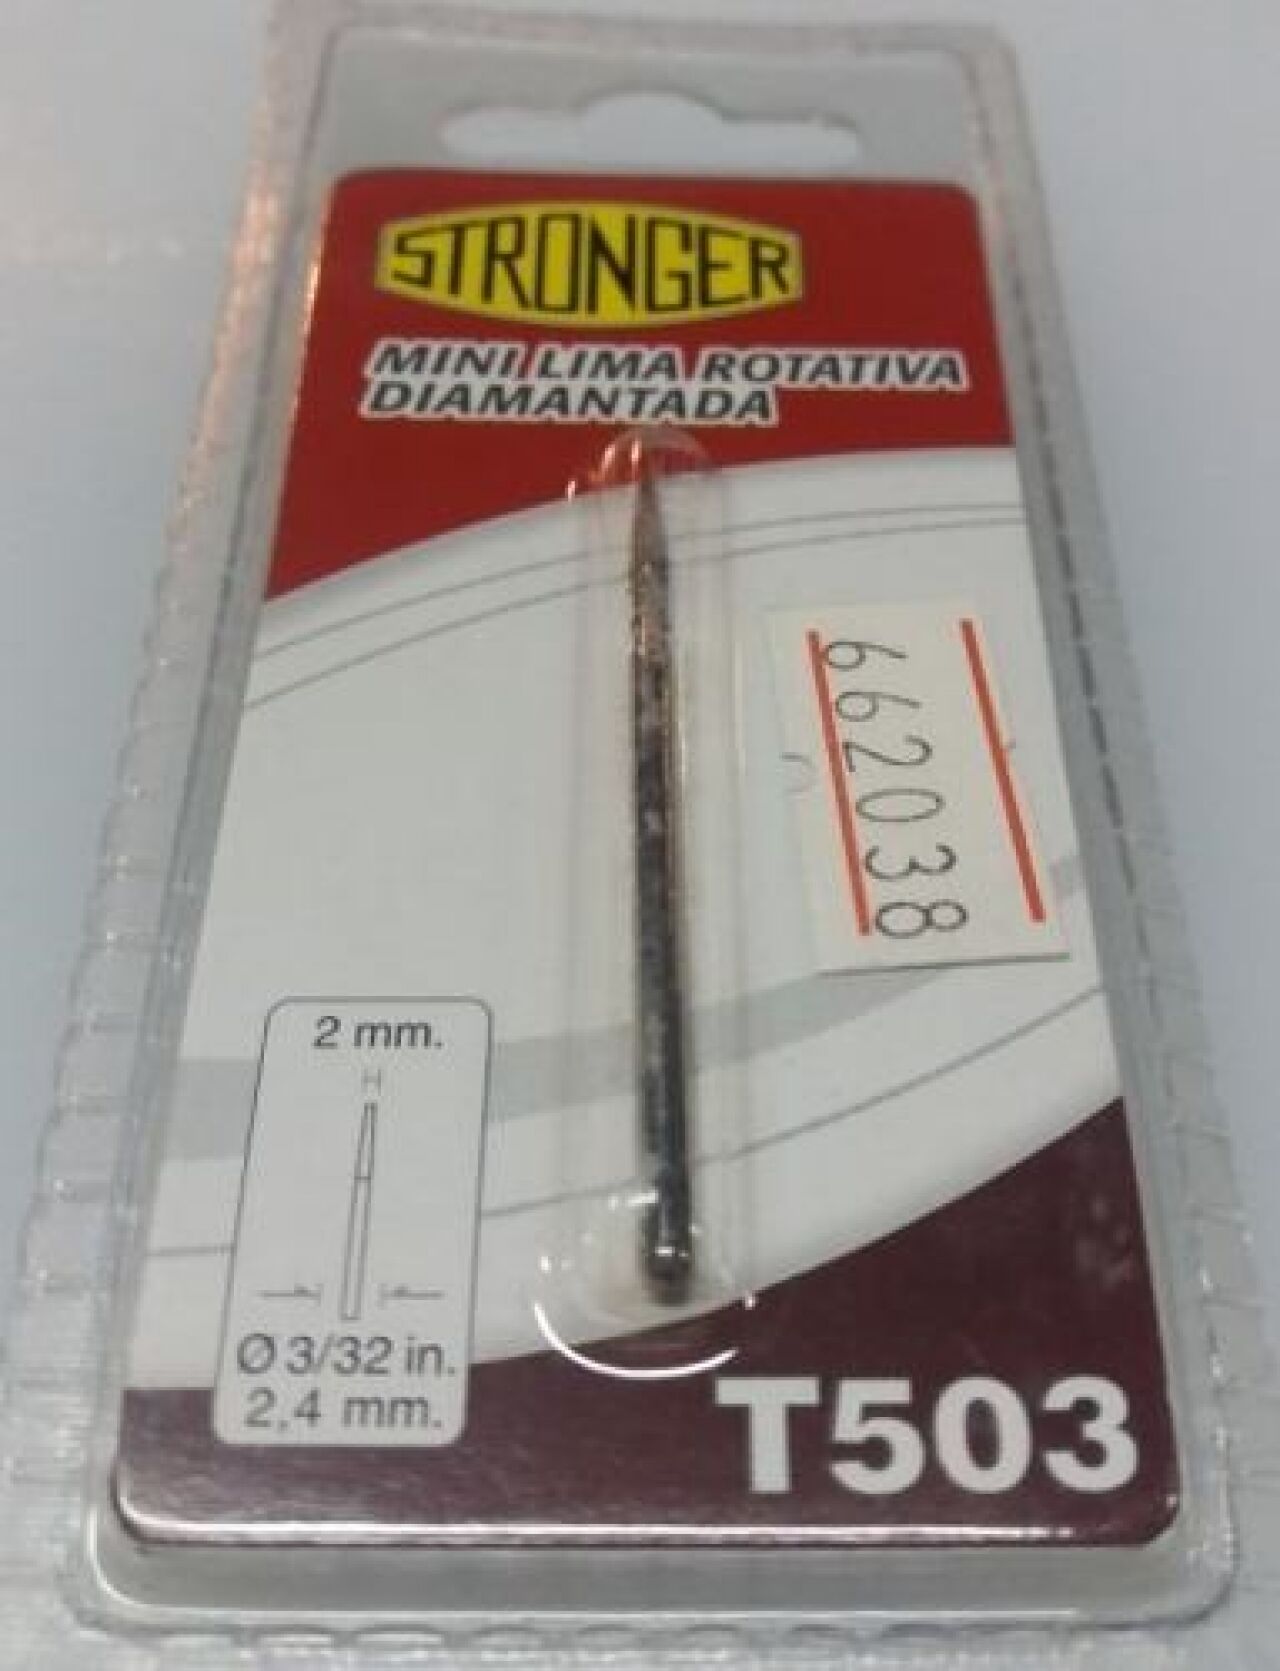 STRONGER
MINI LIMA ROTATIVA
DIAMANTADA
662038
2 mm.
Ø 3/32 in.
2,4 mm.
T503